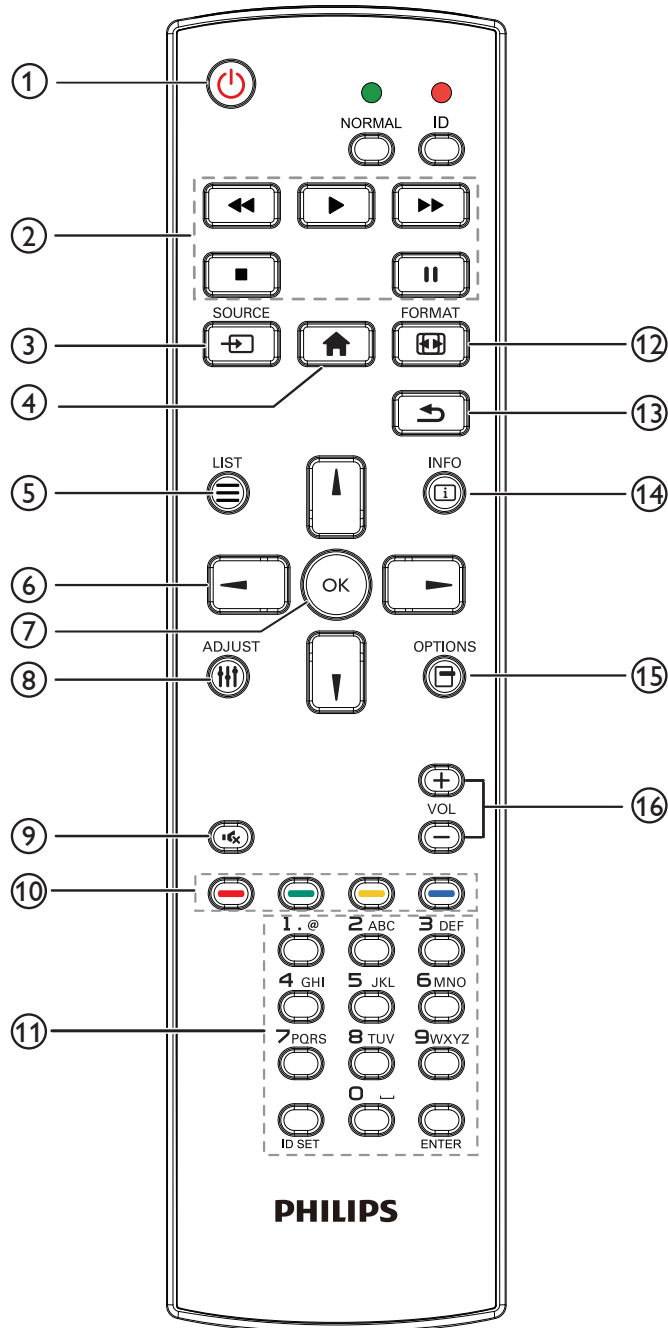 1
NORMAL ID
2
SOURCE FORMAT
3 12
4
13
LIST INFO
5 i 14
6 OK
7
ADJUST OPTIONS
8 15
+
VOL 16
9 −
10
1 . @ 2 ABC 3 DEF
4 GHI 5 JKL 6 MNO
11
7 PQRS 8 TUV 9 WXYZ
0
ID SET ENTER
PHILIPS